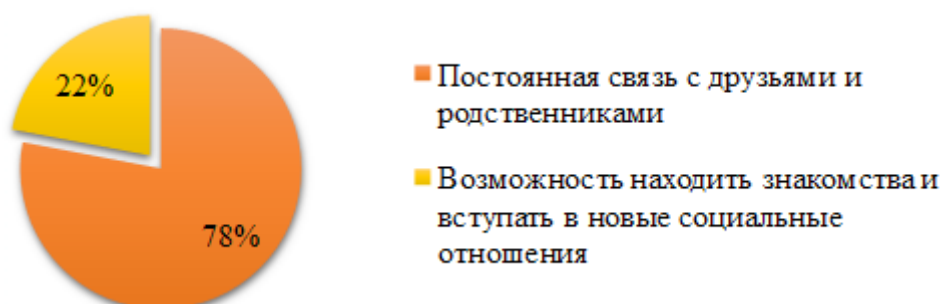 22%
78%
Постоянная связь с друзьями и
родственниками
Возможность находить знакомства и
вступать в новые социальные
отношения